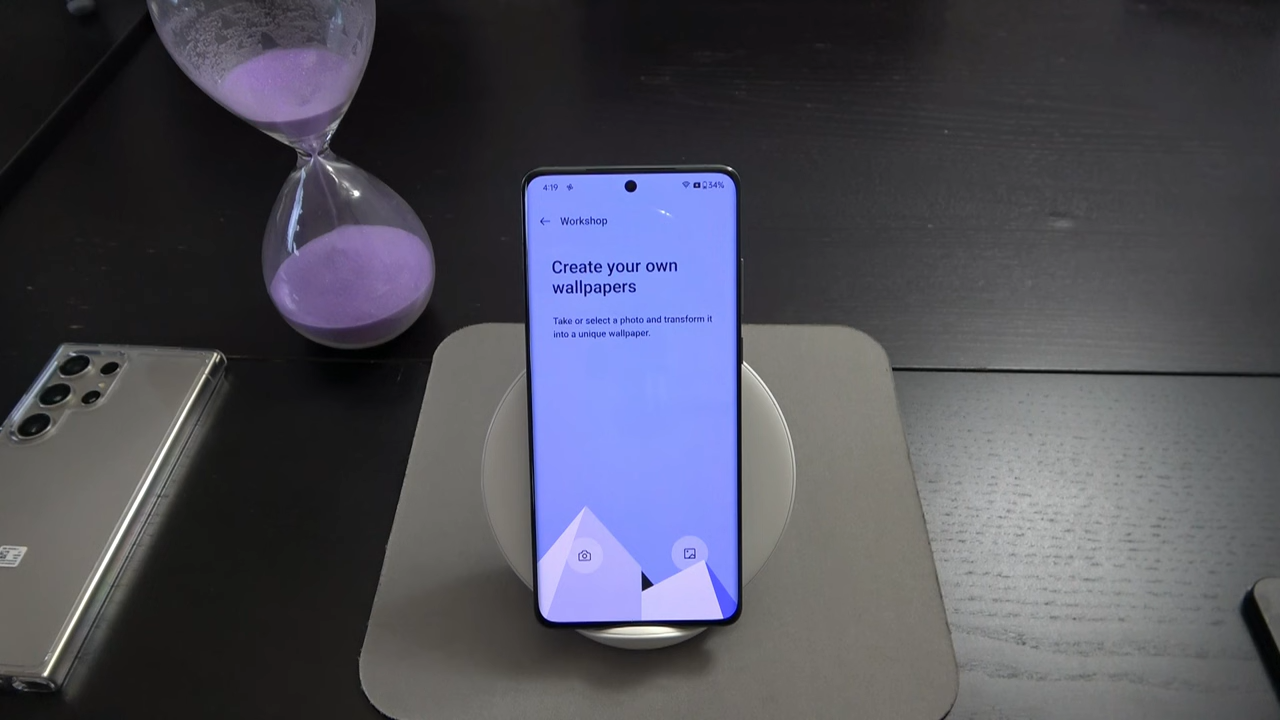 4:19 34%
Workshop
Create your own
wallpapers
Take or select a photo and transform it
into a unique wallpaper.